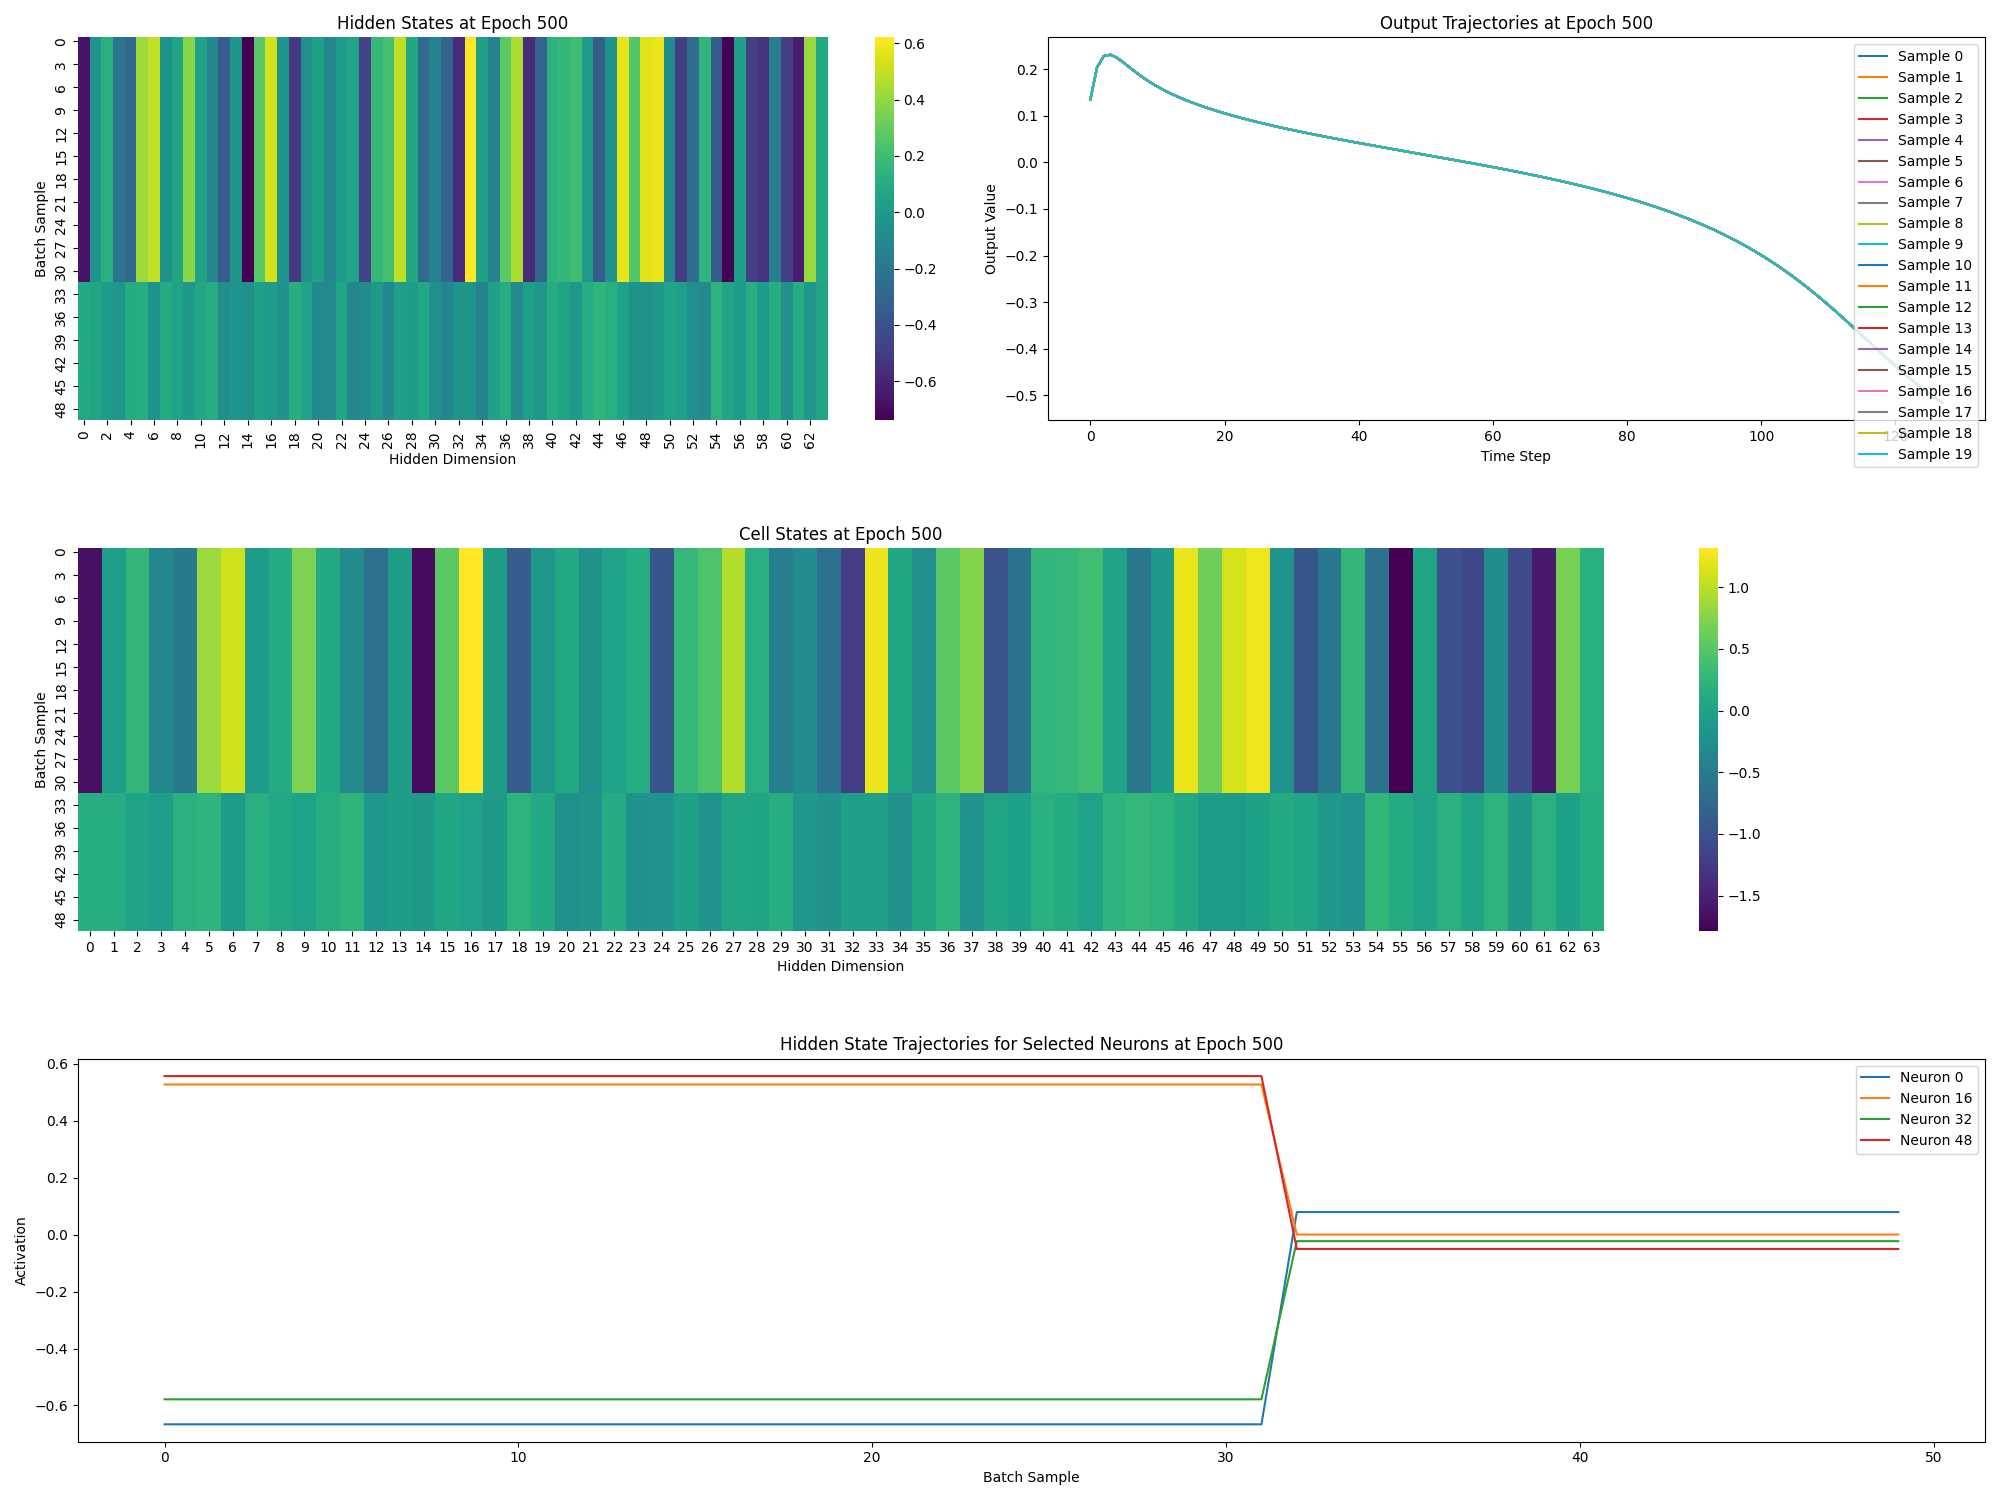 Hidden States at Epoch 500
Batch Sample
0
3
6
9
12
15
18
21
24
27
30
33
36
39
42
45
48
0 2 4 6 8 10 12 14 16 18 20 22 24 26 28 30 32 34 36 38 40 42 44 46 48 50 52 54 56 58 60 62
Hidden Dimension
0.6
0.4
0.2
0.0
−0.2
−0.4
−0.6
Output Trajectories at Epoch 500
Output Value
0.2
0.1
0.0
−0.1
−0.2
−0.3
−0.4
−0.5
0 20 40 60 80 100 120
Time Step
Sample 0
Sample 1
Sample 2
Sample 3
Sample 4
Sample 5
Sample 6
Sample 7
Sample 8
Sample 9
Sample 10
Sample 11
Sample 12
Sample 13
Sample 14
Sample 15
Sample 16
Sample 17
Sample 18
Sample 19
Cell States at Epoch 500
Batch Sample
0
3
6
9
12
15
18
21
24
27
30
33
36
39
42
45
48
0 1 2 3 4 5 6 7 8 9 10 11 12 13 14 15 16 17 18 19 20 21 22 23 24 25 26 27 28 29 30 31 32 33 34 35 36 37 38 39 40 41 42 43 44 45 46 47 48 49 50 51 52 53 54 55 56 57 58 59 60 61 62 63
Hidden Dimension
1.0
0.5
0.0
−0.5
−1.0
−1.5
Hidden State Trajectories for Selected Neurons at Epoch 500
Activation
0.6
0.4
0.2
0.0
−0.2
−0.4
−0.6
0 10 20 30 40 50
Batch Sample
Neuron 0
Neuron 16
Neuron 32
Neuron 48